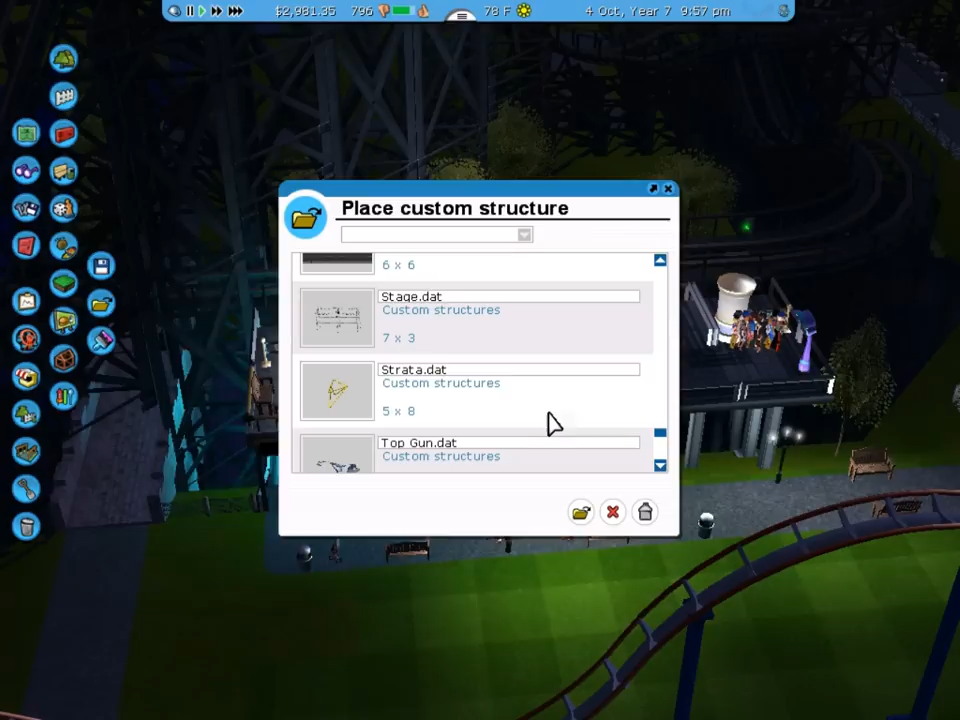 $2,981.35 796 78 F 4 Oct, Year 7 9:57 pm
Place custom structure
6 x 6
Stage.dat
Custom structures
7 x 3
Strata.dat
Custom structures
5 x 8
Top Gun.dat
Custom structures